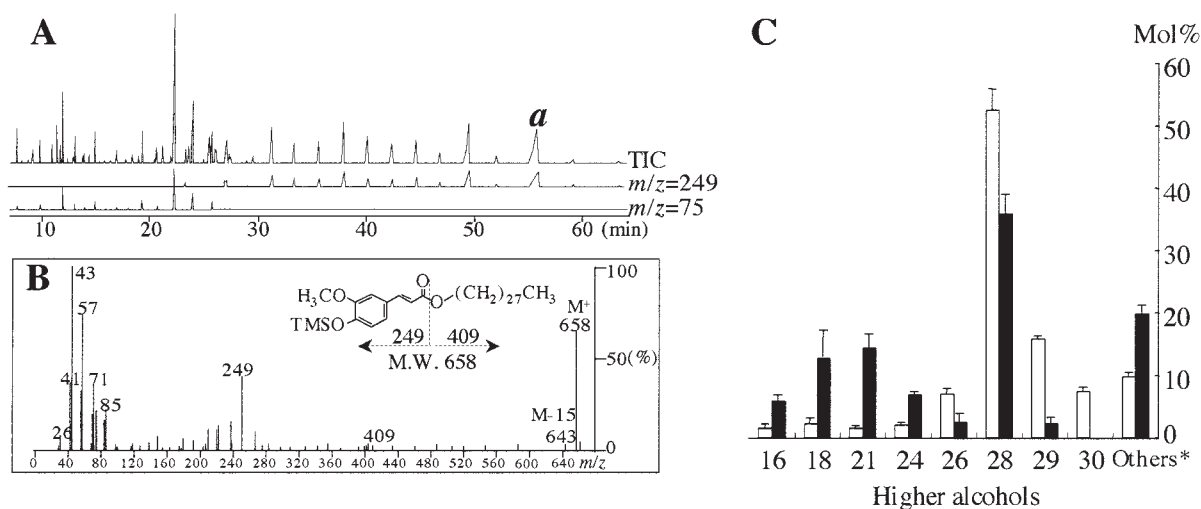 A
a
TIC
m/z=249
m/z=75
10 20 30 40 50 60 (min)
B
43
57
41
71
26
85
249
409
H₃CO
TMSO
O
O
(CH₂)₂₇CH₃
249 409
M.W. 658
M⁺
658
M-15
643
100
50(%)
0
0 40 80 120 160 200 240 280 320 360 400 440 480 520 560 600 640 m/z
C
Mol%
60
50
40
30
20
10
0
16 18 21 24 26 28 29 30 Others*
Higher alcohols